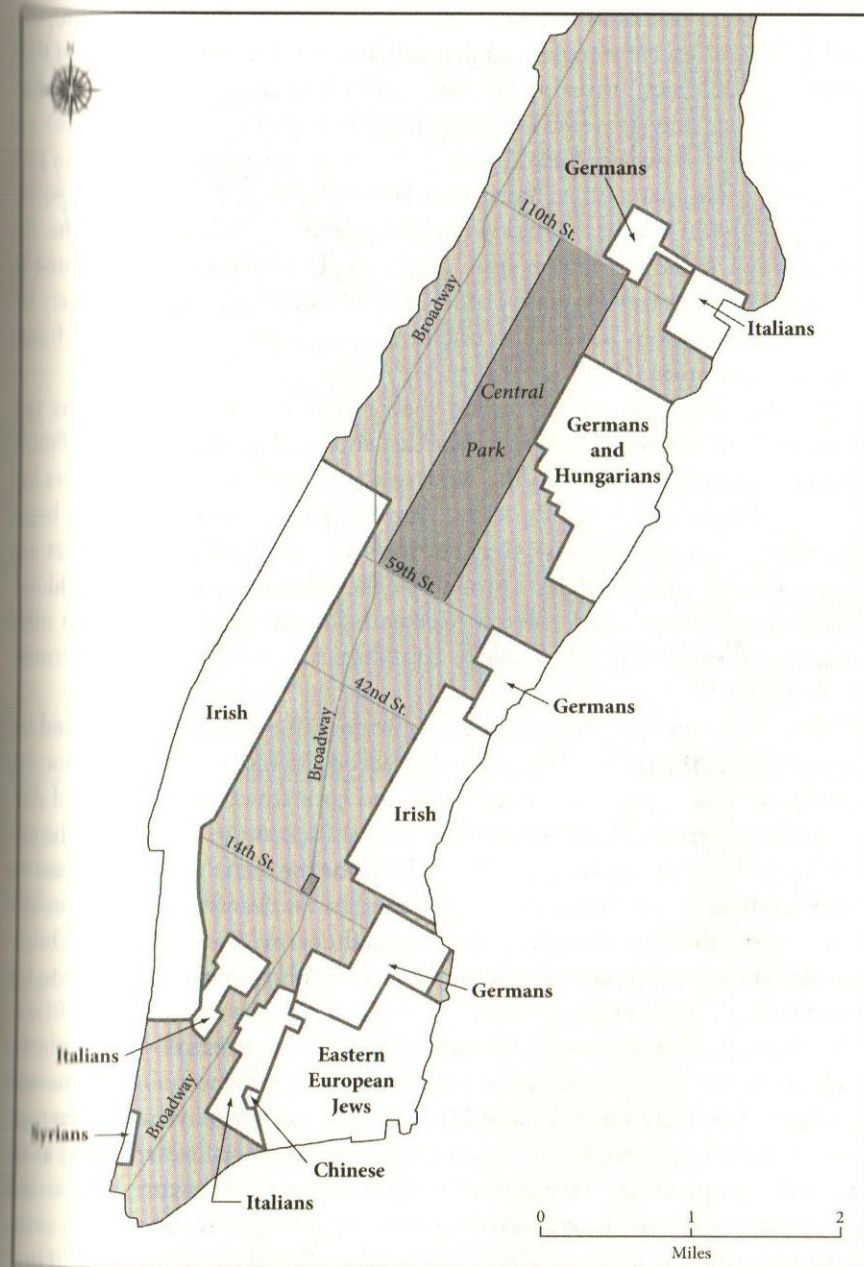 N
Germans
110th St.
Broadway
Italians
Central
Park
Germans
and
Hungarians
59th St.
42nd St.
Irish
Broadway
Germans
Irish
14th St.
Germans
Italians
Eastern
European
Jews
Broadway
Syrians
Chinese
Italians
0 1 2
Miles